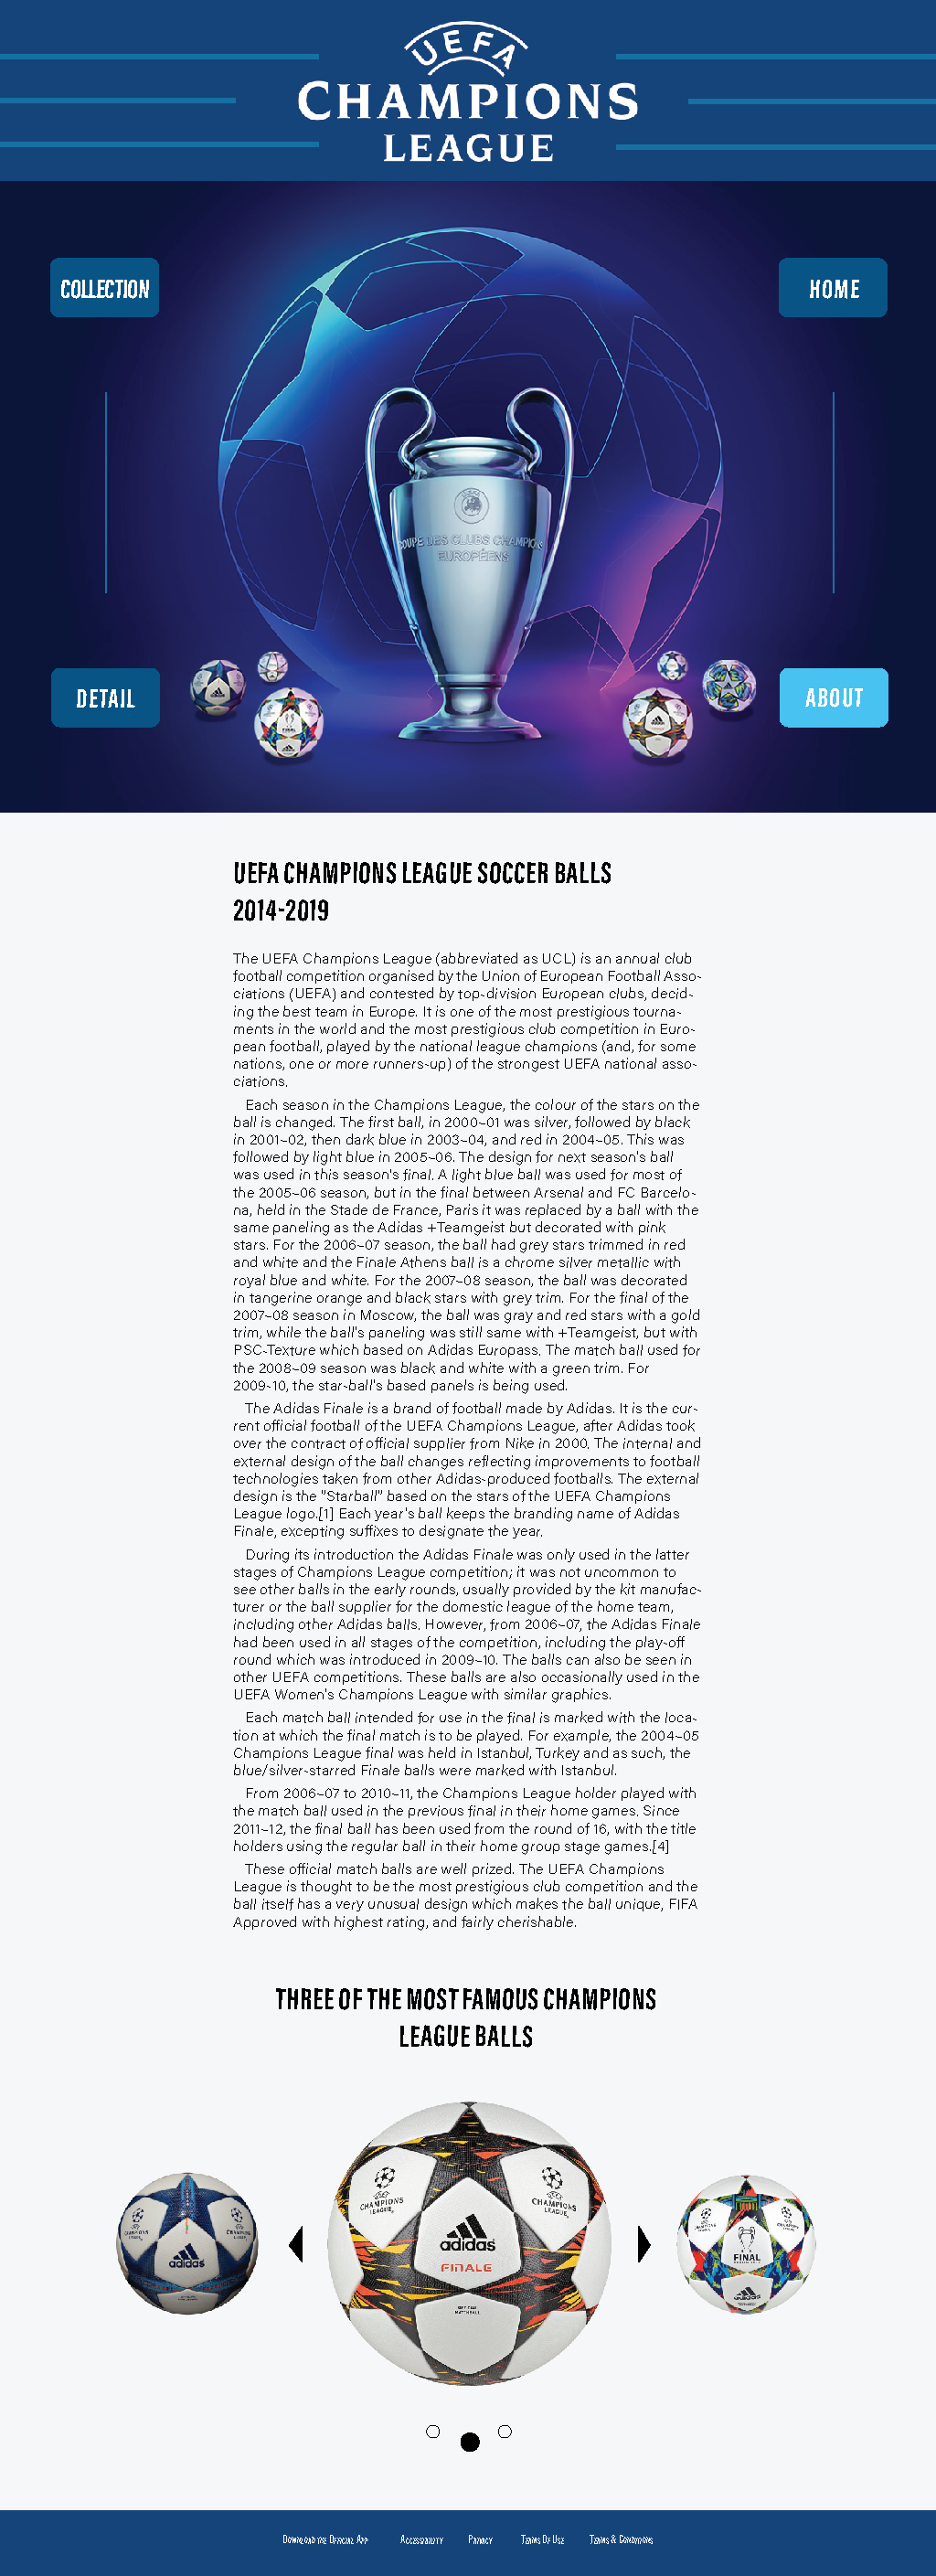 UEFA
CHAMPIONS
LEAGUE
COLLECTION
HOME
COUPE DES CLUBS CHAMPIONS
EUROPÉENS
DETAIL
ABOUT
UEFA CHAMPIONS LEAGUE SOCCER BALLS
2014-2019
The UEFA Champions League (abbreviated as UCL) is an annual club
football competition organised by the Union of European Football Asso-
ciations (UEFA) and contested by top-division European clubs, decid-
ing the best team in Europe. It is one of the most prestigious tourna-
ments in the world and the most prestigious club competition in Euro-
pean football, played by the national league champions (and, for some
nations, one or more runners-up) of the strongest UEFA national asso-
ciations.
Each season in the Champions League, the colour of the stars on the
ball is changed. The first ball, in 2000-01 was silver, followed by black
in 2001-02, then dark blue in 2003-04, and red in 2004-05. This was
followed by light blue in 2005-06. The design for next season's ball
was used in this season's final. A light blue ball was used for most of
the 2005-06 season, but in the final between Arsenal and FC Barcelo-
na, held in the Stade de France, Paris it was replaced by a ball with the
same paneling as the Adidas +Teamgeist but decorated with pink
stars. For the 2006-07 season, the ball had grey stars trimmed in red
and white and the Finale Athens ball is a chrome silver metallic with
royal blue and white. For the 2007-08 season, the ball was decorated
in tangerine orange and black stars with grey trim. For the final of the
2007-08 season in Moscow, the ball was gray and red stars with a gold
trim, while the ball's paneling was still same with +Teamgeist, but with
PSC-Texture which based on Adidas Europass. The match ball used for
the 2008-09 season was black and white with a green trim. For
2009-10, the star-ball's based panels is being used.
The Adidas Finale is a brand of football made by Adidas. It is the cur-
rent official football of the UEFA Champions League, after Adidas took
over the contract of official supplier from Nike in 2000. The internal and
external design of the ball changes reflecting improvements to football
technologies taken from other Adidas-produced footballs. The external
design is the "Starball" based on the stars of the UEFA Champions
League logo.[1] Each year's ball keeps the branding name of Adidas
Finale, excepting suffixes to designate the year.
During its introduction the Adidas Finale was only used in the latter
stages of Champions League competition; it was not uncommon to
see other balls in the early rounds, usually provided by the kit manufac-
turer or the ball supplier for the domestic league of the home team,
including other Adidas balls. However, from 2006-07, the Adidas Finale
had been used in all stages of the competition, including the play-off
round which was introduced in 2009-10. The balls can also be seen in
other UEFA competitions. These balls are also occasionally used in the
UEFA Women's Champions League with similar graphics.
Each match ball intended for use in the final is marked with the loca-
tion at which the final match is to be played. For example, the 2004-05
Champions League final was held in Istanbul, Turkey and as such, the
blue/silver-starred Finale balls were marked with Istanbul.
From 2006-07 to 2010-11, the Champions League holder played with
the match ball used in the previous final in their home games. Since
2011-12, the final ball has been used from the round of 16, with the title
holders using the regular ball in their home group stage games.[4]
These official match balls are well prized. The UEFA Champions
League is thought to be the most prestigious club competition and the
ball itself has a very unusual design which makes the ball unique, FIFA
Approved with highest rating, and fairly cherishable.
THREE OF THE MOST FAMOUS CHAMPIONS
LEAGUE BALLS
CHAMPIONS LEAGUE
CHAMPIONS LEAGUE
adidas
FINALE
adidas
FINAL
adidas
Download the Official App Accessibility Privacy Terms Of Use Terms & Conditions